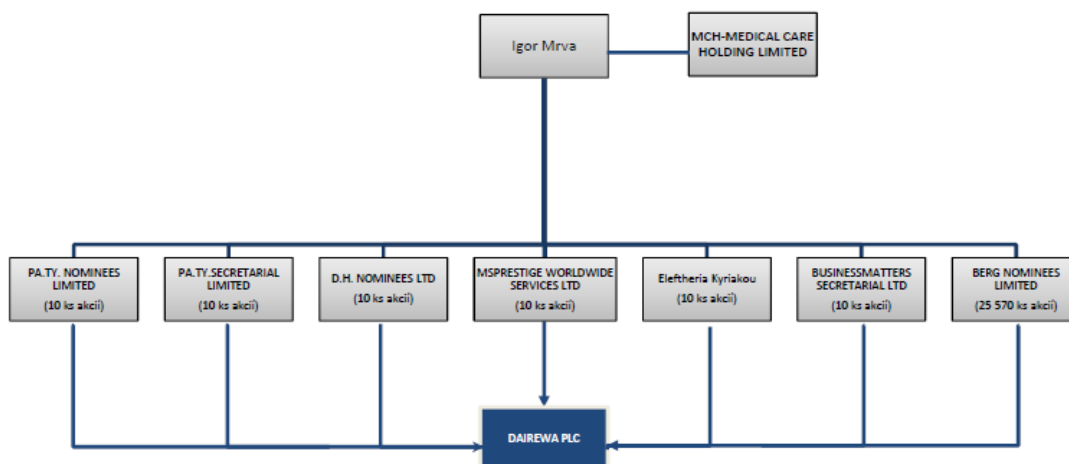 Igor Mrva
MCH-MEDICAL CARE
HOLDING LIMITED
PA.TY. NOMINEES
LIMITED
(10 ks akcií)
PA.TY.SECRETARIAL
LIMITED
(10 ks akcií)
D.H. NOMINEES LTD
(10 ks akcií)
MSPRESTIGE WORLDWIDE
SERVICES LTD
(10 ks akcií)
Eleftheria Kyriakou
(10 ks akcií)
BUSINESSMATTERS
SECRETARIAL LTD
(10 ks akcií)
BERG NOMINEES
LIMITED
(25 570 ks akcií)
DAIREWA PLC